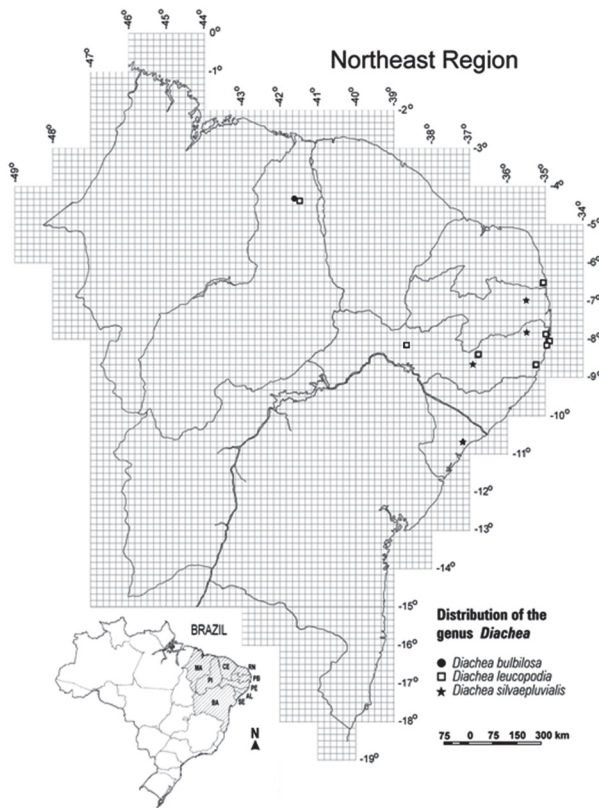 Northeast Region
-46°
-45°
-44°
0°
-47°
-1°
-43°
-42°
-41°
-40°
-39°
-2°
-48°
-38°
-37°
-3°
-49°
-36°
-35°
-4°
-34
-5°
-6°
-7°
-8°
-9°
-10°
-11°
-12°
-13°
-14°
-15°
-16°
-17°
-18°
-19°
BRAZIL
MA
CE
RN
PI
PB
PE
AL
SE
BA
N
Distribution of the
genus Diachea
Diachea bulbilosa
Diachea leucopodia
Diachea silvaepluvialis
75 0 75 150 300 km